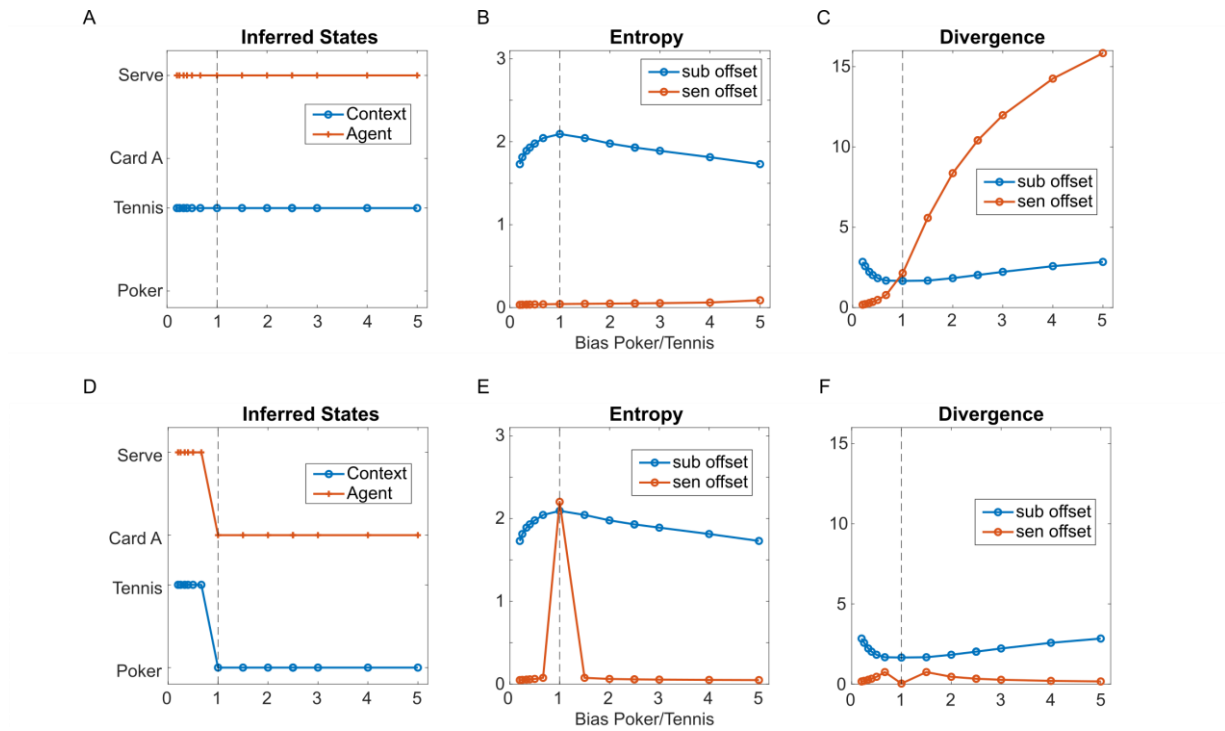 A
B
C
Inferred States
Entropy
Divergence
Serve
Card A
Tennis
Poker
Context
Agent
0
1
2
3
4
5
3
2
1
0
sub offset
sen offset
0
1
2
3
4
5
Bias Poker/Tennis
15
10
5
0
sub offset
sen offset
0
1
2
3
4
5
D
E
F
Inferred States
Entropy
Divergence
Serve
Card A
Tennis
Poker
Context
Agent
0
1
2
3
4
5
3
2
1
0
sub offset
sen offset
0
1
2
3
4
5
Bias Poker/Tennis
15
10
5
0
sub offset
sen offset
0
1
2
3
4
5